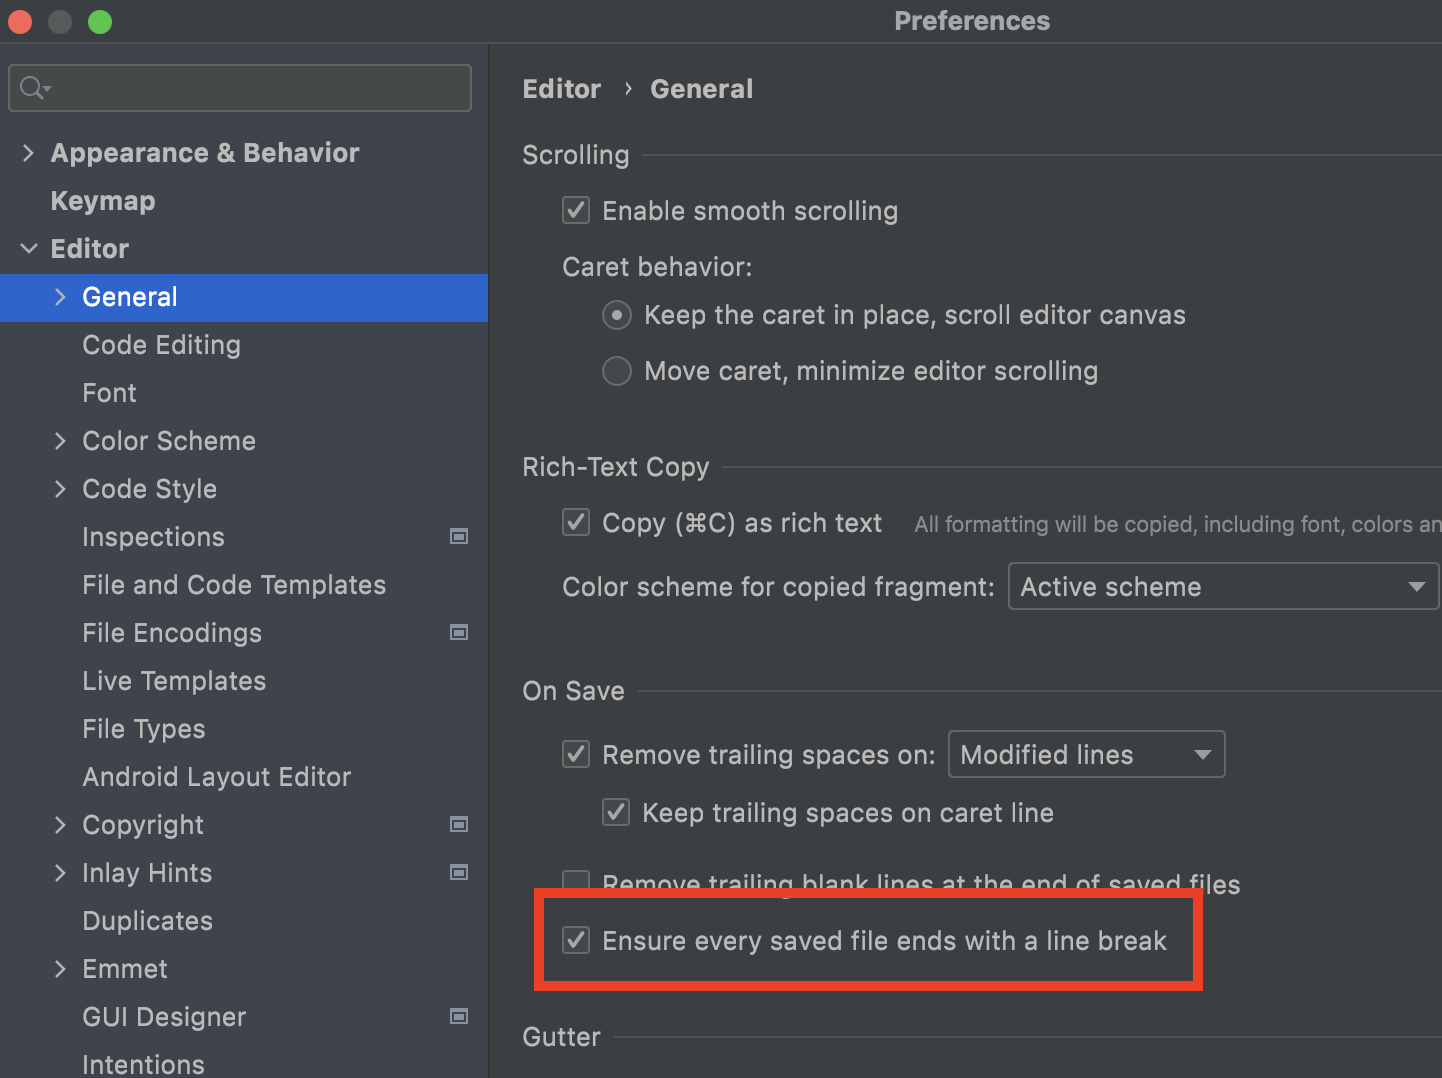 Preferences
Appearance & Behavior
Keymap
Editor
General
Code Editing
Font
Color Scheme
Code Style
Inspections
File and Code Templates
File Encodings
Live Templates
File Types
Android Layout Editor
Copyright
Inlay Hints
Duplicates
Emmet
GUI Designer
Intentions
Editor › General
Scrolling
Enable smooth scrolling
Caret behavior:
Keep the caret in place, scroll editor canvas
Move caret, minimize editor scrolling
Rich-Text Copy
Copy (⌘C) as rich text All formatting will be copied, including font, colors an
Color scheme for copied fragment: Active scheme
On Save
Remove trailing spaces on: Modified lines
Keep trailing spaces on caret line
Remove trailing blank lines at the end of saved files
Ensure every saved file ends with a line break
Gutter